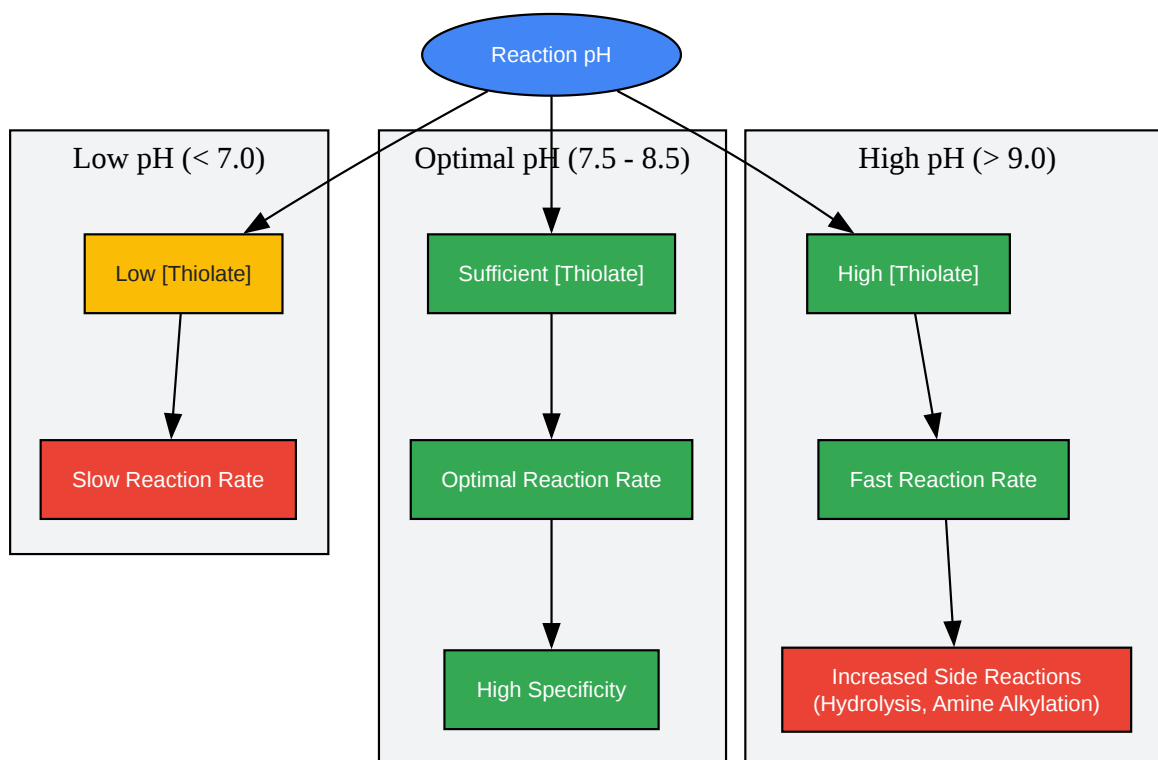 Reaction pH
Low pH (< 7.0)
Low [Thiolate]
Slow Reaction Rate
Optimal pH (7.5 - 8.5)
Sufficient [Thiolate]
Optimal Reaction Rate
High Specificity
High pH (> 9.0)
High [Thiolate]
Fast Reaction Rate
Increased Side Reactions
(Hydrolysis, Amine Alkylation)